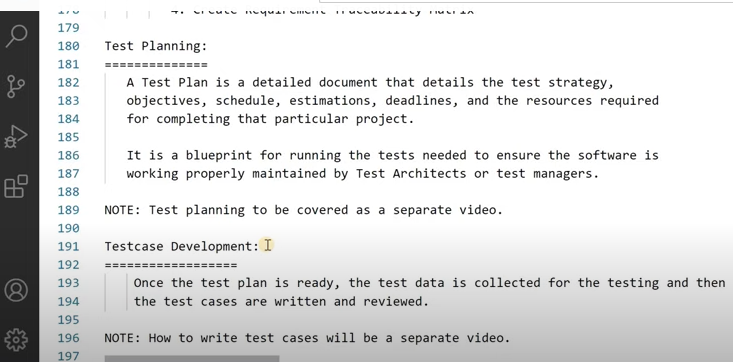 178 4. Create Requirement Traceability Matrix
179
180 Test Planning:
181 ==============
182 A Test Plan is a detailed document that details the test strategy,
183 objectives, schedule, estimations, deadlines, and the resources required
184 for completing that particular project.
185
186 It is a blueprint for running the tests needed to ensure the software is
187 working properly maintained by Test Architects or test managers.
188
189 NOTE: Test planning to be covered as a separate video.
190
191 Testcase Development:
192 ==================
193 Once the test plan is ready, the test data is collected for the testing and then
194 the test cases are written and reviewed.
195
196 NOTE: How to write test cases will be a separate video.
197